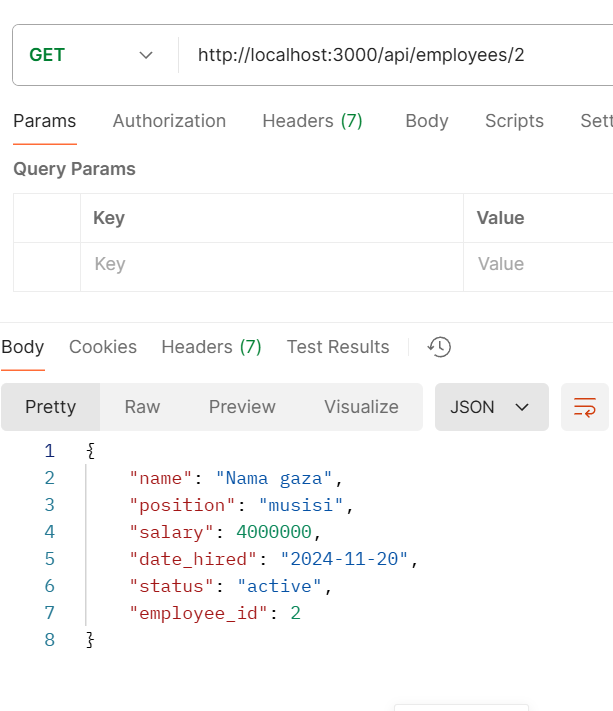 GET http://localhost:3000/api/employees/2
Params Authorization Headers (7) Body Scripts
Query Params
Key Value
Key Value
Body Cookies Headers (7) Test Results
Pretty Raw Preview Visualize JSON
1 {
2 "name": "Nama gaza",
3 "position": "musisi",
4 "salary": 4000000,
5 "date_hired": "2024-11-20",
6 "status": "active",
7 "employee_id": 2
8 }